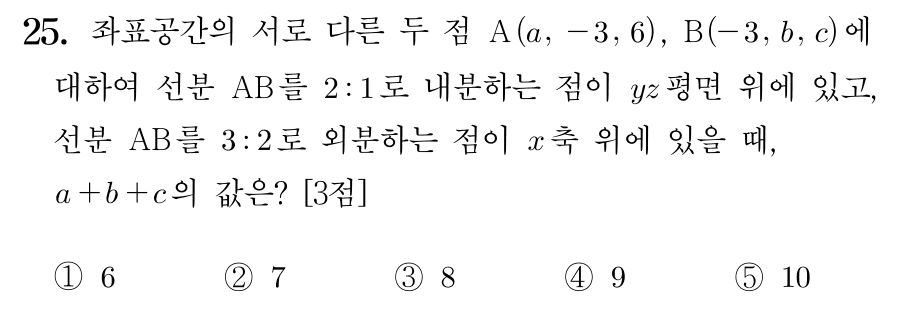 25. 좌표공간의 서로 다른 두 점 A(a, −3, 6), B(−3, b, c)에
대하여 선분 AB를 2 : 1로 내분하는 점이 yz평면 위에 있고,
선분 AB를 3 : 2로 외분하는 점이 x축 위에 있을 때,
a+b+c의 값은? [3점]
① 6 ② 7 ③ 8 ④ 9 ⑤ 10